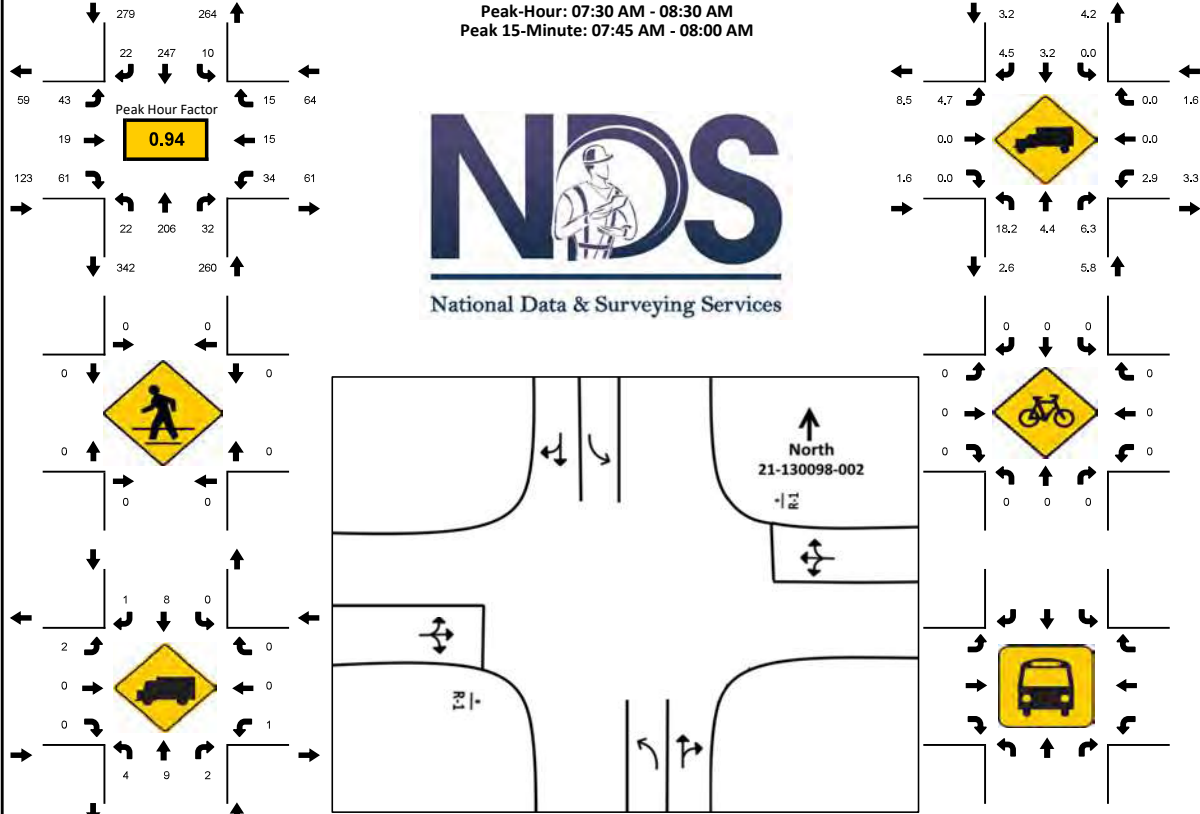 Peak-Hour: 07:30 AM - 08:30 AM
Peak 15-Minute: 07:45 AM - 08:00 AM
279 264
22 247 10
59 43 15 64
Peak Hour Factor
19 0.94 15
123 61 34 61
22 206 32
342 260
3.2 4.2
4.5 3.2 0.0
8.5 4.7 0.0 1.6
0.0 0.0
1.6 0.0 2.9 3.3
18.2 4.4 6.3
2.6 5.8
NDS
National Data & Surveying Services
0 0
0 0
0 0
0 0
0 0 0
0 0
0 0
0 0
0 0 0
North
21-130098-002
R-1
R-1
1 8 0
2 0
0 0
0 1
4 9 2